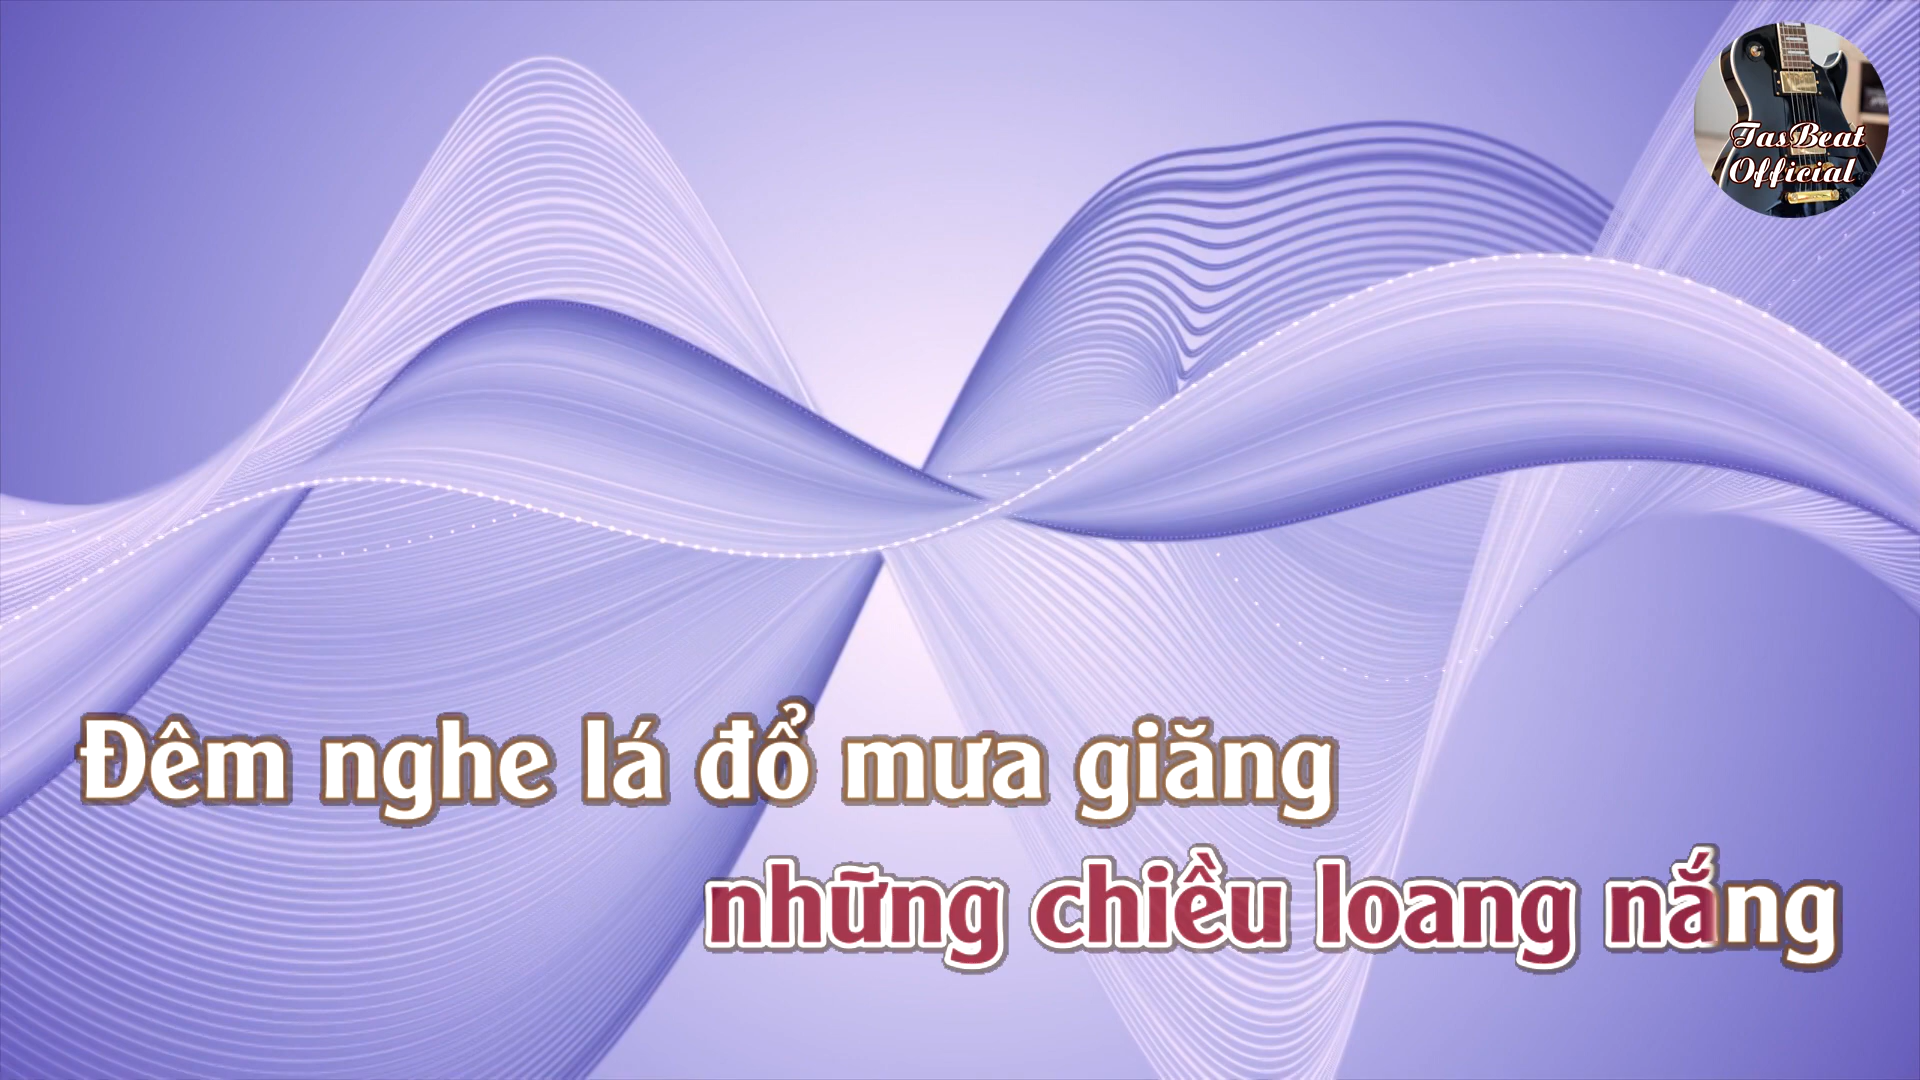 TasBeat
Official
Đêm nghe lá đổ mưa giăng
những chiều loang nắng